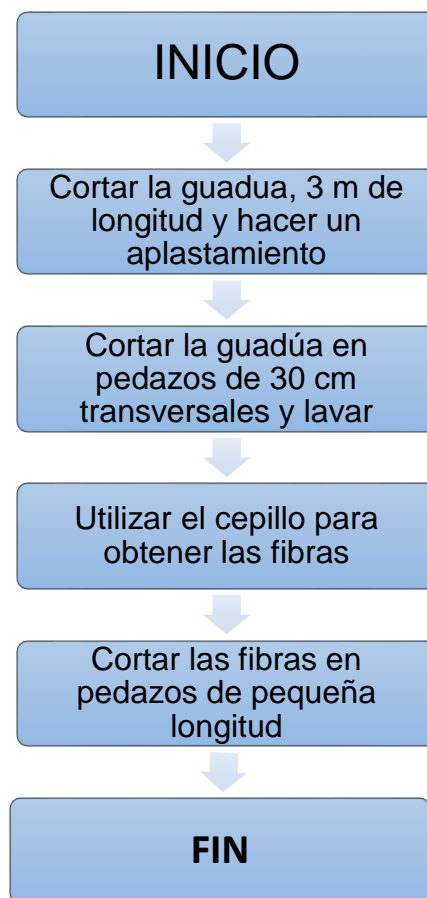 INICIO
Cortar la guadua, 3 m de
longitud y hacer un
aplastamiento
Cortar la guadúa en
pedazos de 30 cm
transversales y lavar
Utilizar el cepillo para
obtener las fibras
Cortar las fibras en
pedazos de pequeña
longitud
FIN